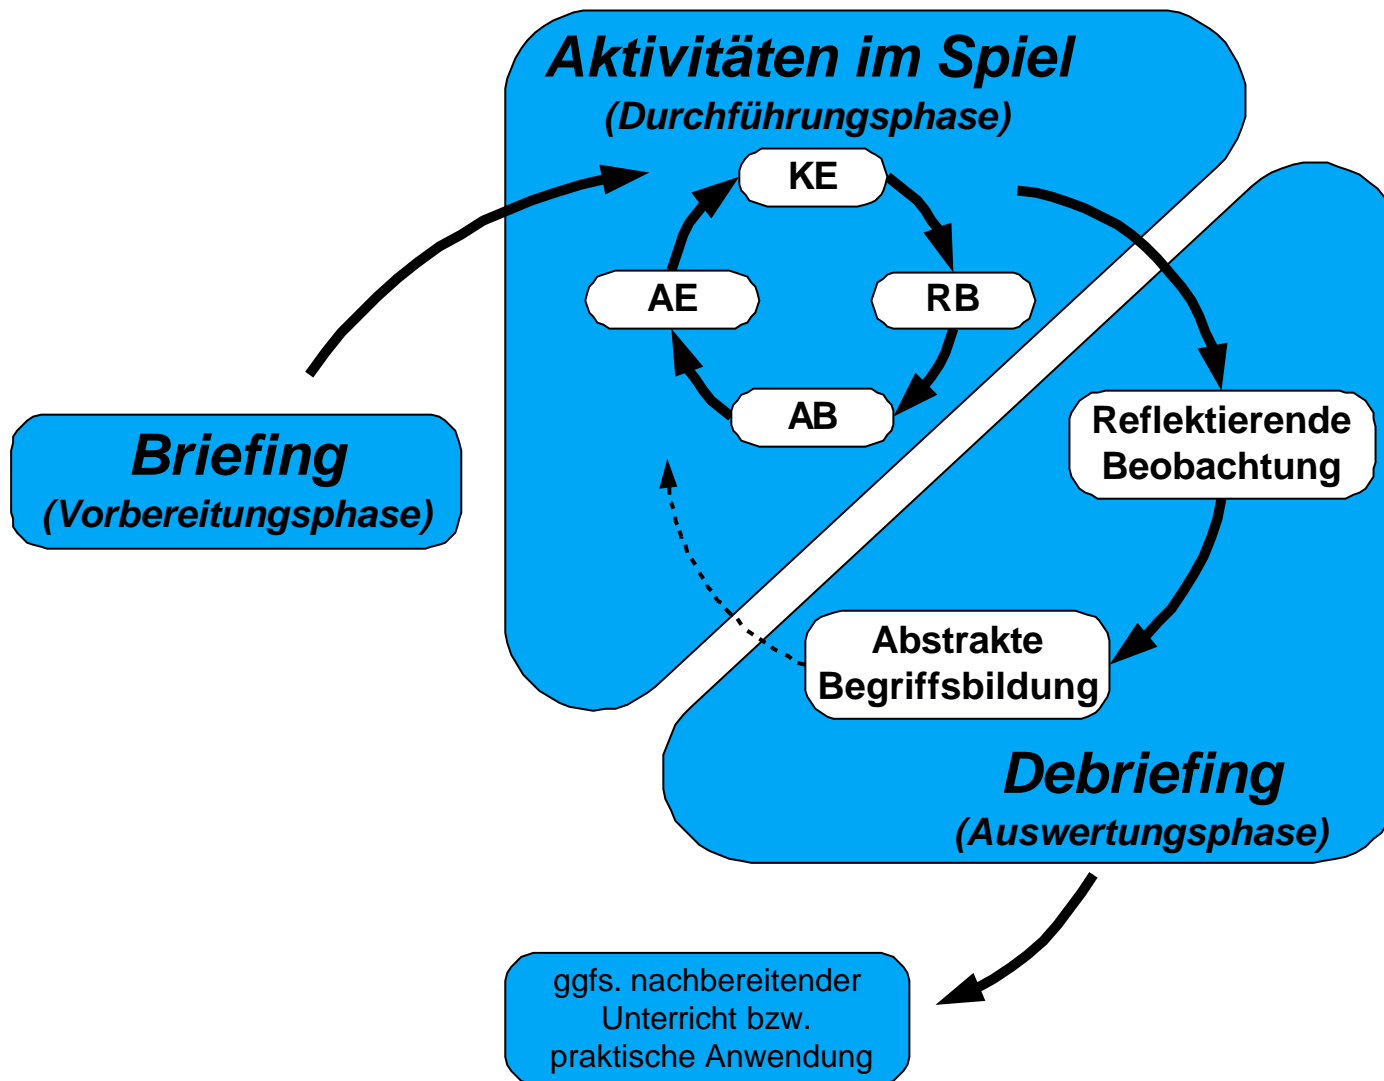 Aktivitäten im Spiel
(Durchführungsphase)
KE
AE
RB
AB
Briefing
(Vorbereitungsphase)
Reflektierende
Beobachtung
Abstrakte
Begriffsbildung
Debriefing
(Auswertungsphase)
ggfs. nachbereitender
Unterricht bzw.
praktische Anwendung